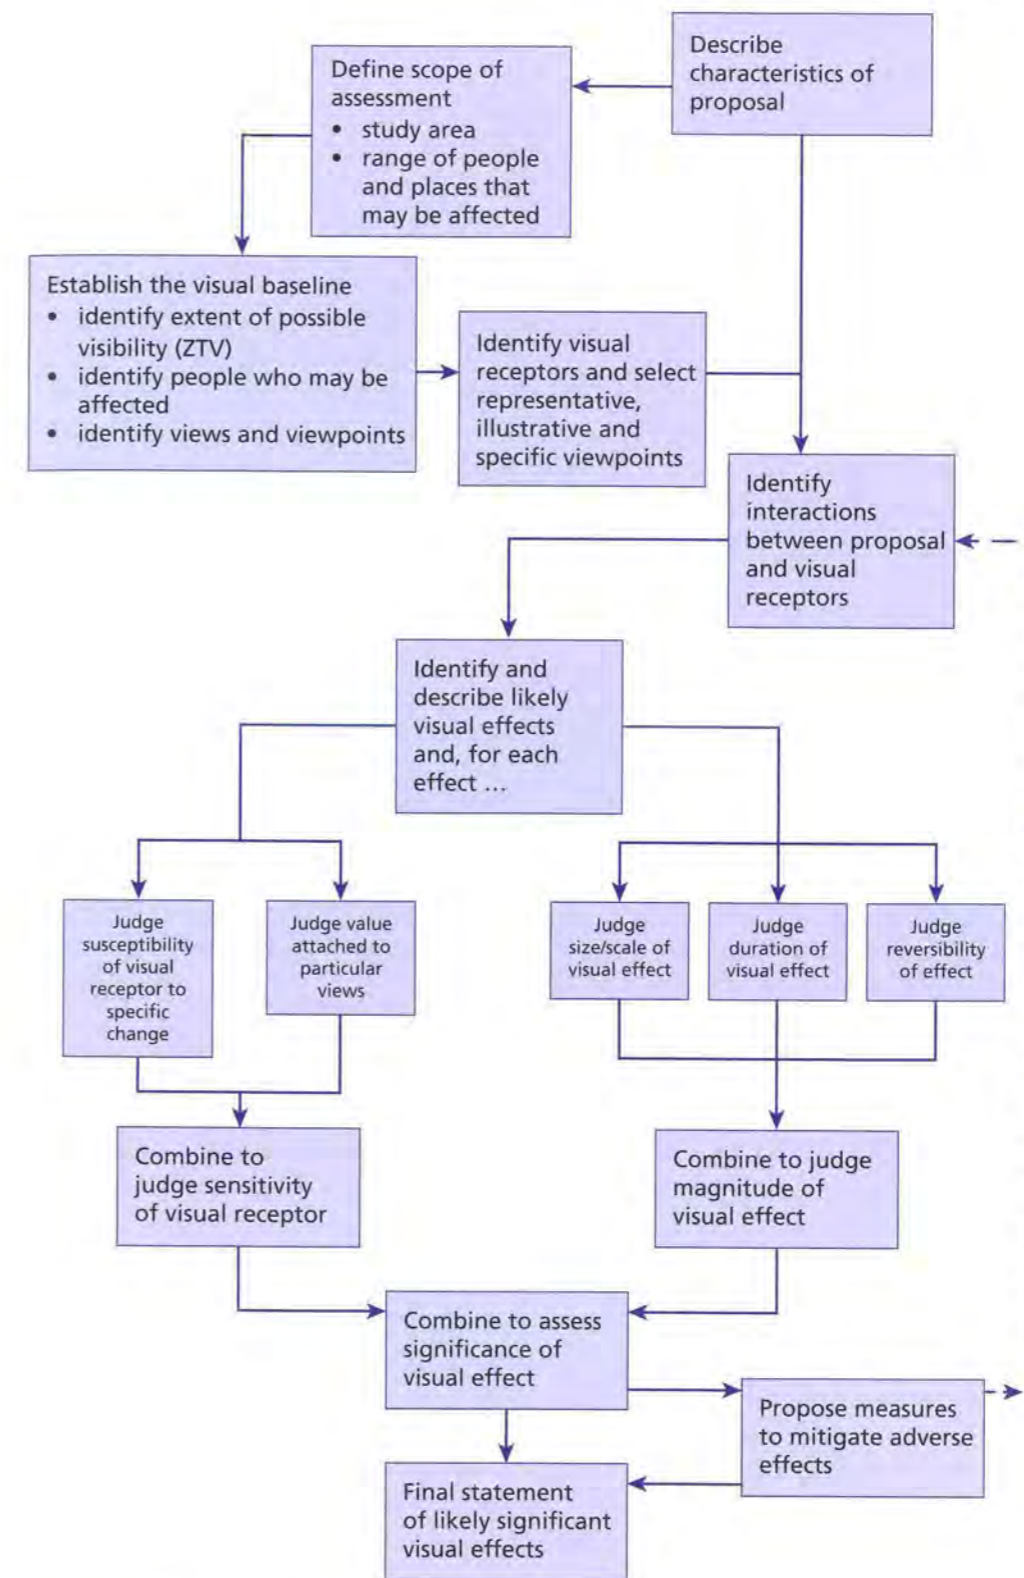 Describe
characteristics of
proposal
Define scope of
assessment
• study area
• range of people
and places that
may be affected
Establish the visual baseline
• identify extent of possible
visibility (ZTV)
• identify people who may be
affected
• identify views and viewpoints
Identify visual
receptors and select
representative,
illustrative and
specific viewpoints
Identify
interactions
between proposal
and visual
receptors
Identify and
describe likely
visual effects
and, for each
effect ...
Judge
susceptibility
of visual
receptor to
specific
change
Judge value
attached to
particular
views
Judge
size/scale of
visual effect
Judge
duration of
visual effect
Judge
reversibility
of effect
Combine to
judge sensitivity
of visual receptor
Combine to judge
magnitude of
visual effect
Combine to assess
significance of
visual effect
Propose measures
to mitigate adverse
effects
Final statement
of likely significant
visual effects